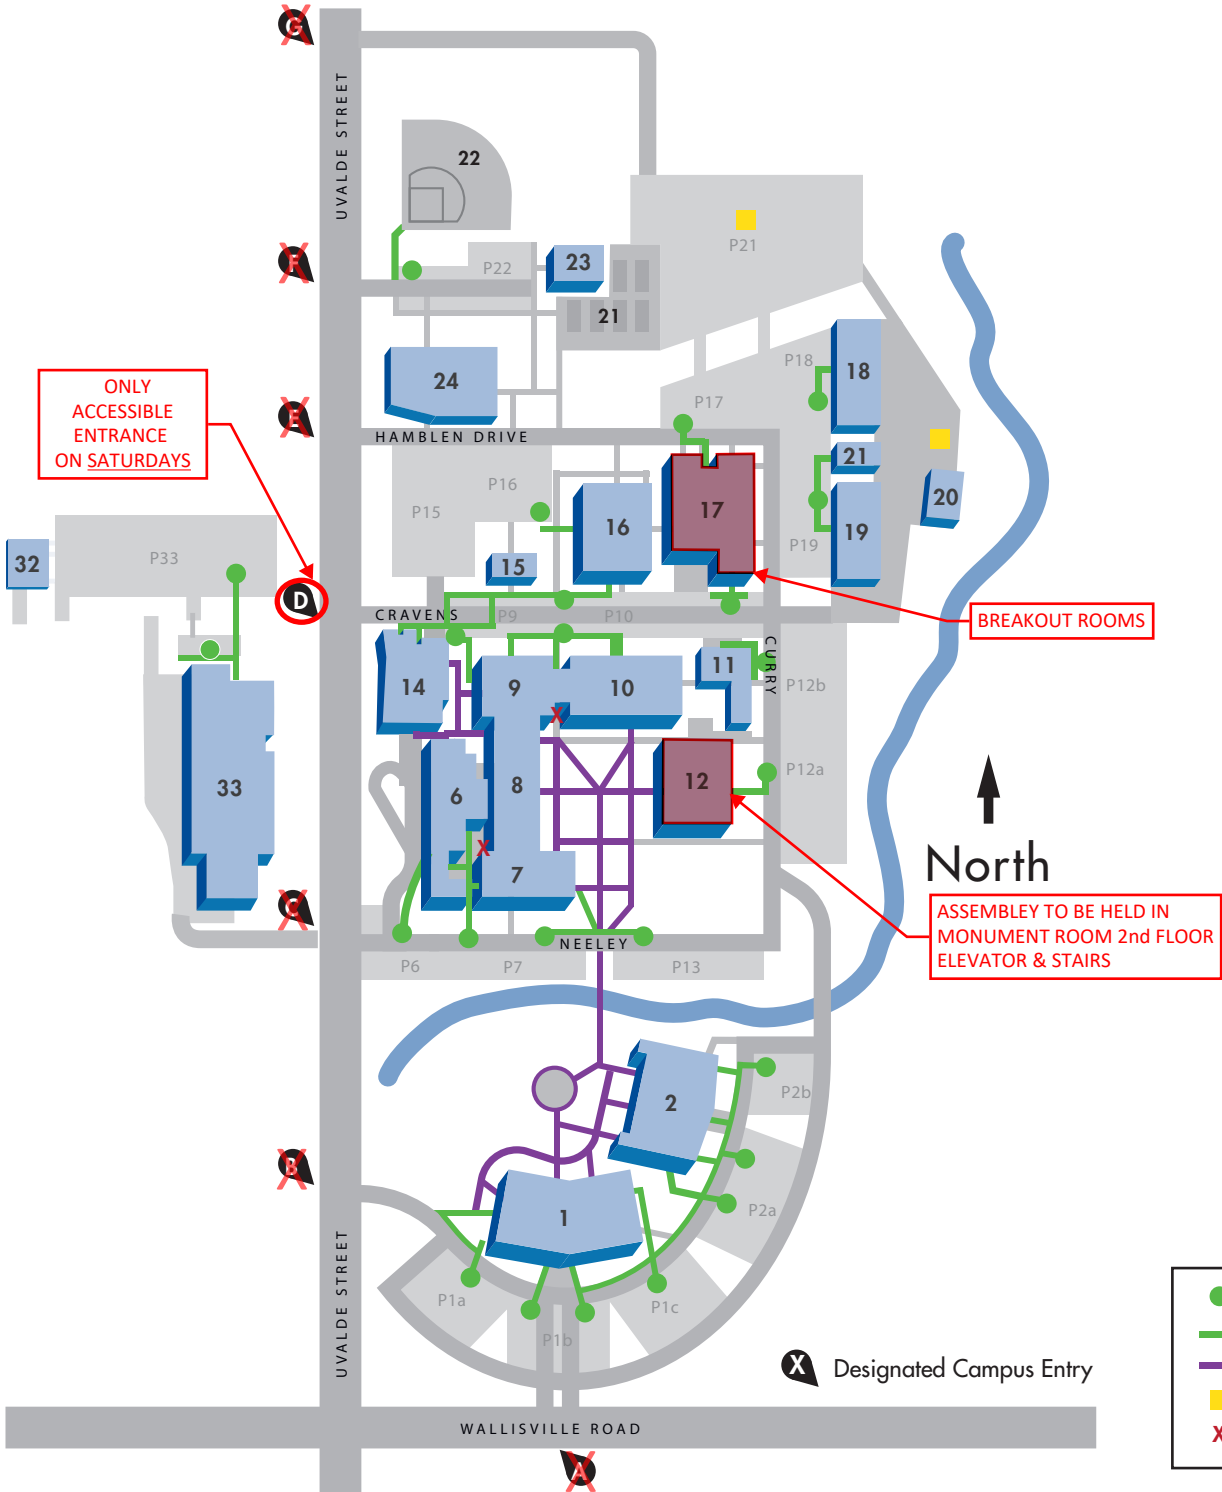 G
UVALDE STREET
22
F
P22
23
P21
21
ONLY
ACCESSIBLE
ENTRANCE
ON SATURDAYS
24
E
HAMBLEN DRIVE
P18
18
P17
P16
P15
17
16
21
20
P19
19
15
32
P33
D
CRAVENS
P9
P10
BREAKOUT ROOMS
CURRY
14
9
10
11
P12b
X
33
6
8
12
P12a
X
7
North
C
NEELEY
ASSEMBLEY TO BE HELD IN
MONUMENT ROOM 2nd FLOOR
ELEVATOR & STAIRS
P6
P7
P13
2
P2b
B
P2a
1
UVALDE STREET
P1a
P1b
P1c
X Designated Campus Entry
X
WALLISVILLE ROAD
A